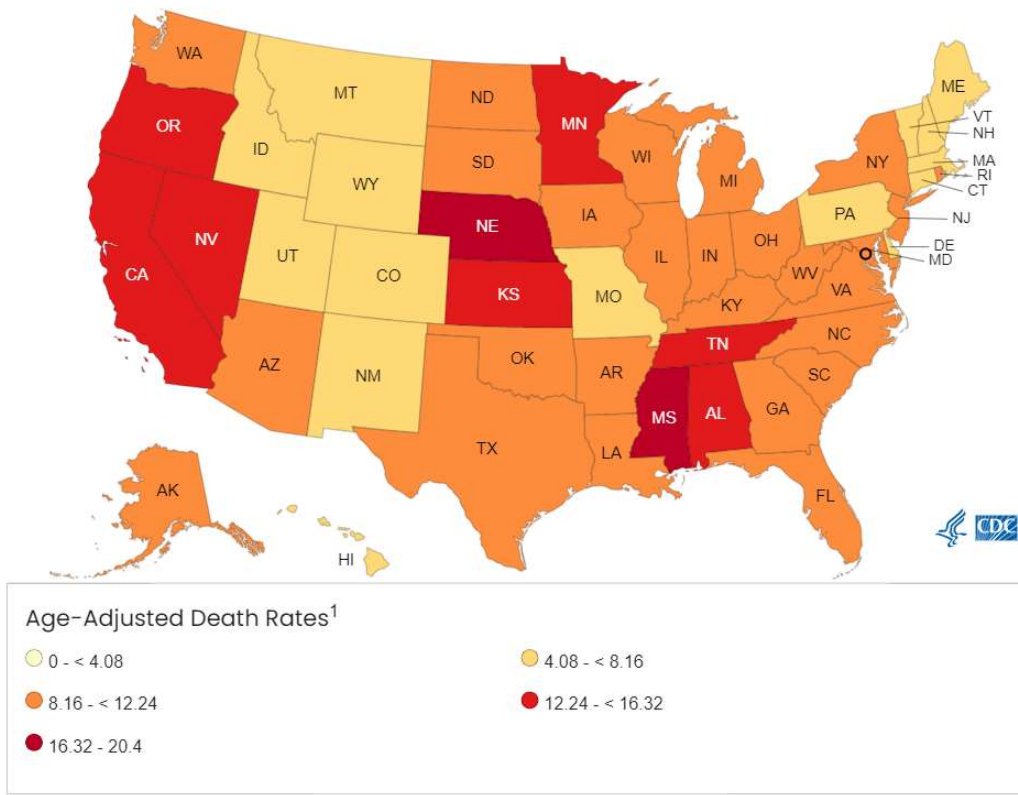 WA
MT
ND
MN
ME
VT
NH
OR
ID
SD
WI
NY
MA
RI
CT
WY
MI
IA
PA
NJ
NE
NV
UT
OH
DE
MD
IL
IN
CA
CO
WV
VA
KS
MO
KY
NC
TN
OK
AZ
NM
AR
SC
MS
AL
GA
TX
LA
AK
FL
HI
CDC
Age-Adjusted Death Rates¹
0 - < 4.08
4.08 - < 8.16
8.16 - < 12.24
12.24 - < 16.32
16.32 - 20.4